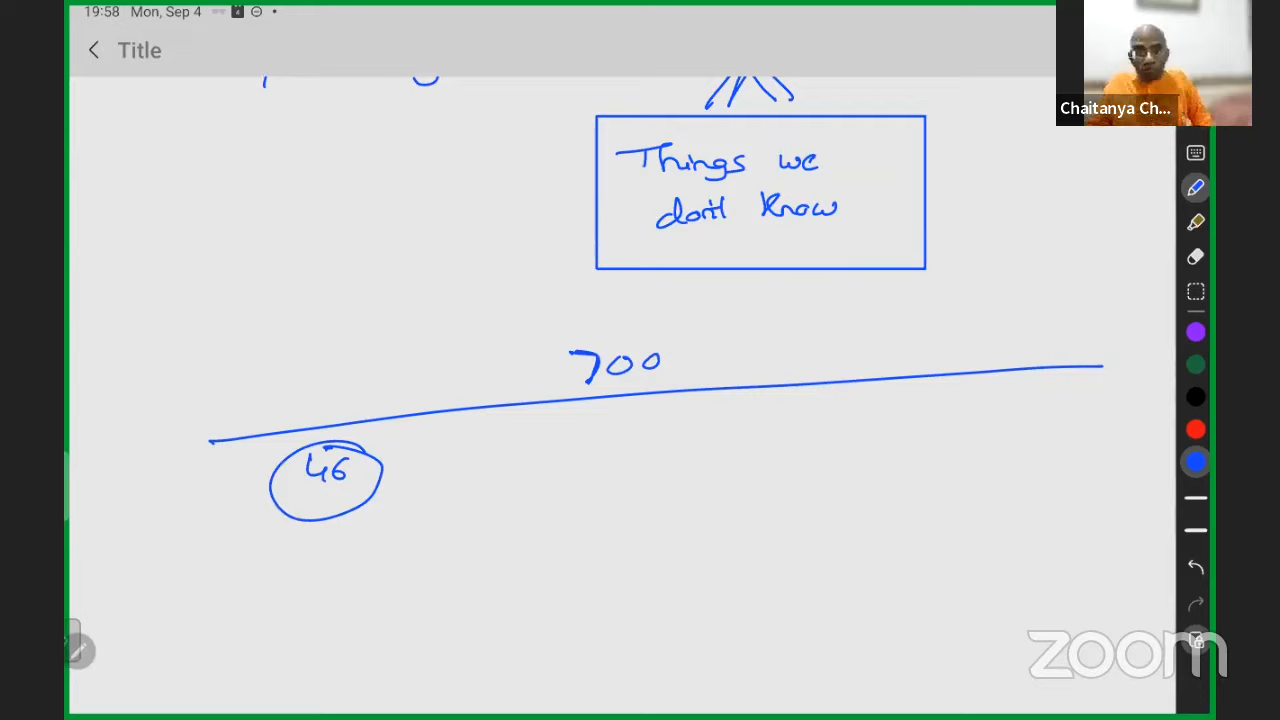 19:58 Mon, Sep 4
Title
Chaitanya Ch...
Things we
don't know
700
46
zoom